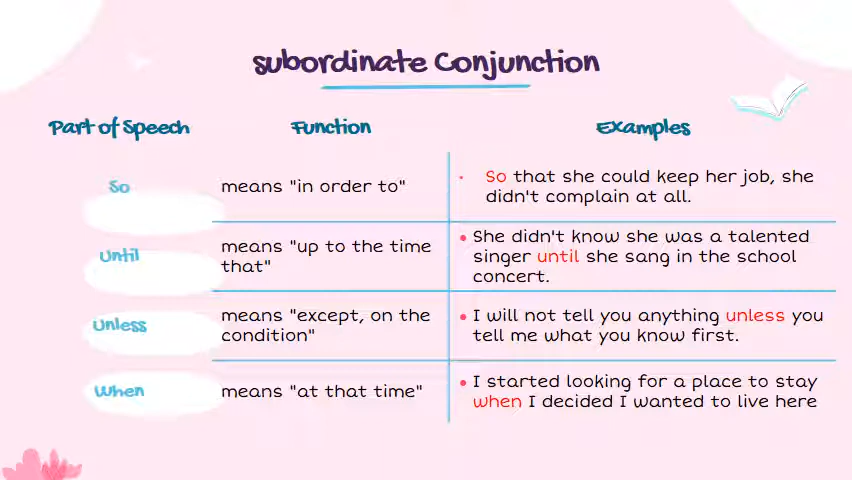 subordinate Conjunction
Part of Speech Function Examples
So
means "in order to"
• So that she could keep her job, she
didn't complain at all.
Until
means "up to the time
that"
• She didn't know she was a talented
singer until she sang in the school
concert.
Unless
means "except, on the
condition"
• I will not tell you anything unless you
tell me what you know first.
When
means "at that time"
• I started looking for a place to stay
when I decided I wanted to live here